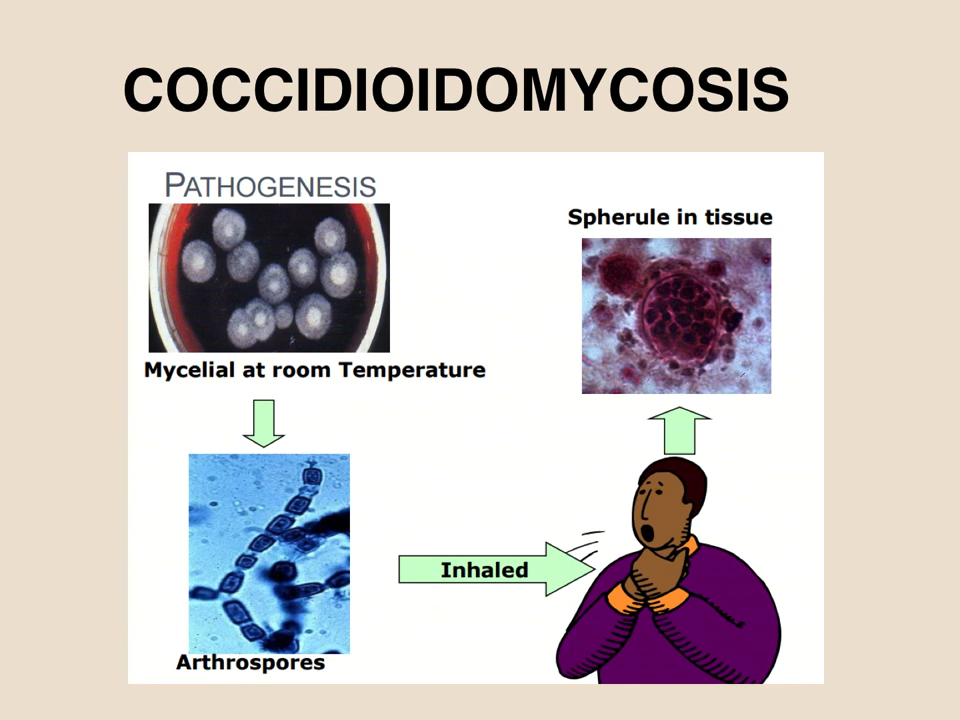 COCCIDIOIDOMYCOSIS
PATHOGENESIS
Spherule in tissue
Mycelial at room Temperature
Inhaled
Arthrospores